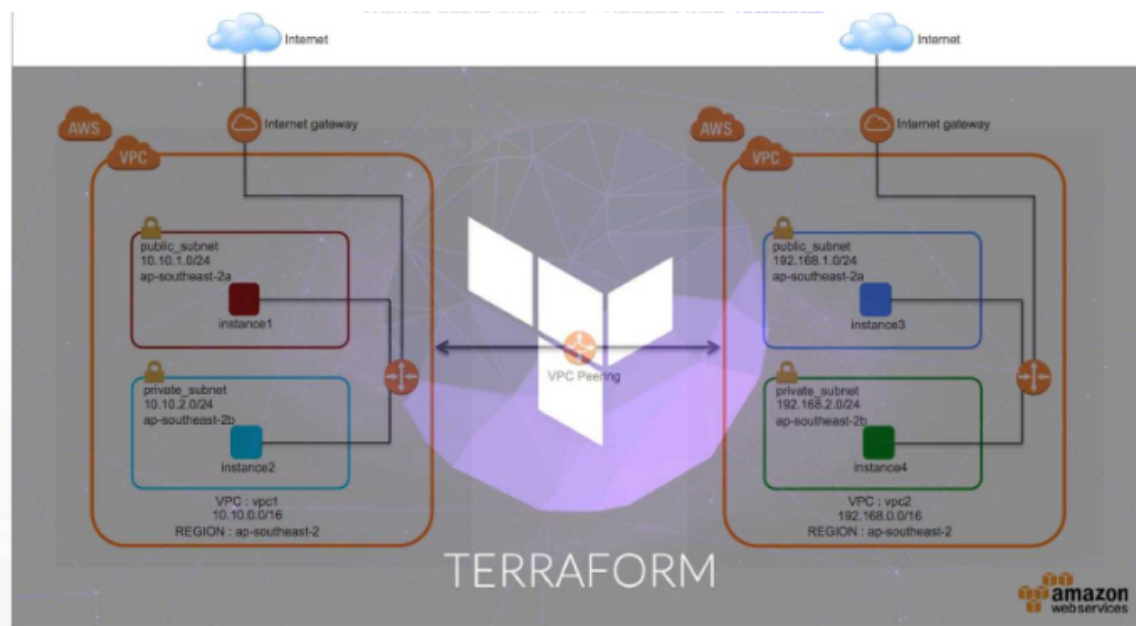 Internet
Internet gateway
AWS
VPC
public_subnet
10.10.1.0/24
ap-southeast-2a
instance1
private_subnet
10.10.2.0/24
ap-southeast-2b
instance2
VPC : vpc1
10.10.0.0/16
REGION : ap-southeast-2
VPC Peering
Internet
Internet gateway
AWS
VPC
public_subnet
192.168.1.0/24
ap-southeast-2a
instance3
private_subnet
192.168.2.0/24
ap-southeast-2b
instance4
VPC : vpc2
192.168.0.0/16
REGION : ap-southeast-2
TERRAFORM
amazon
webservices